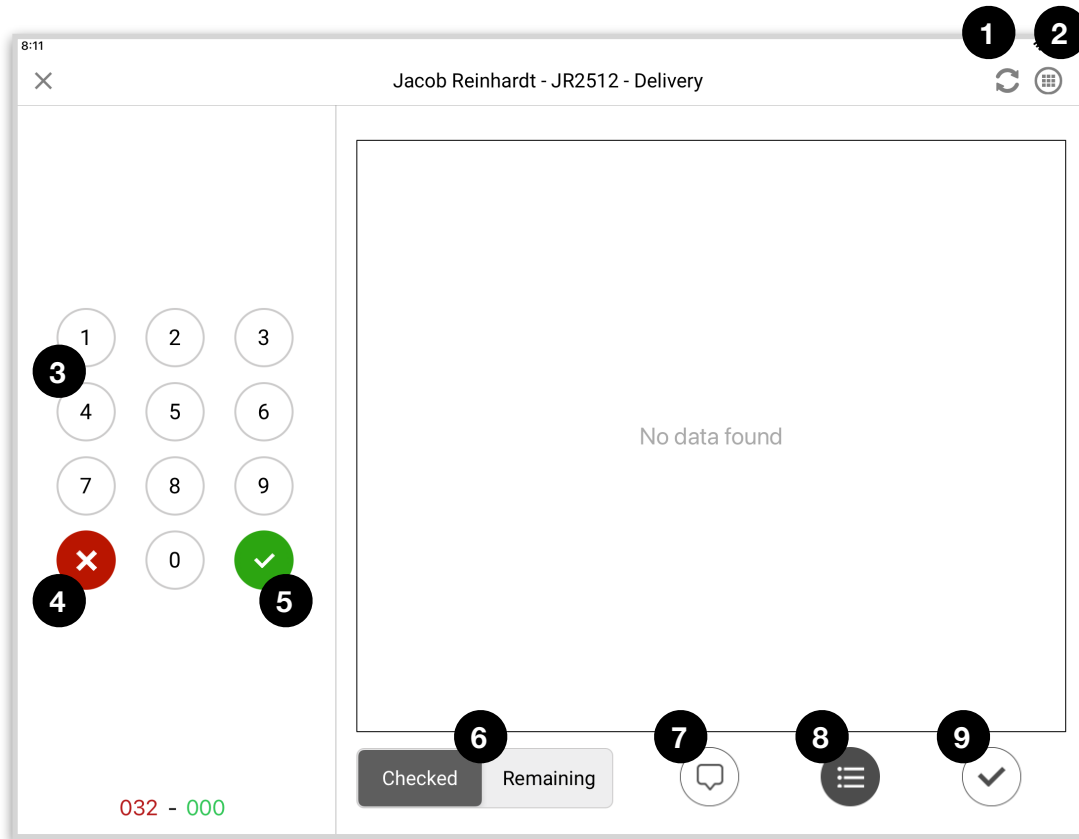 1 2
8:11
Jacob Reinhardt - JR2512 - Delivery
1 2 3
3
4 5 6
No data found
7 8 9
0
4 5
6 7 8 9
Checked Remaining
032 - 000